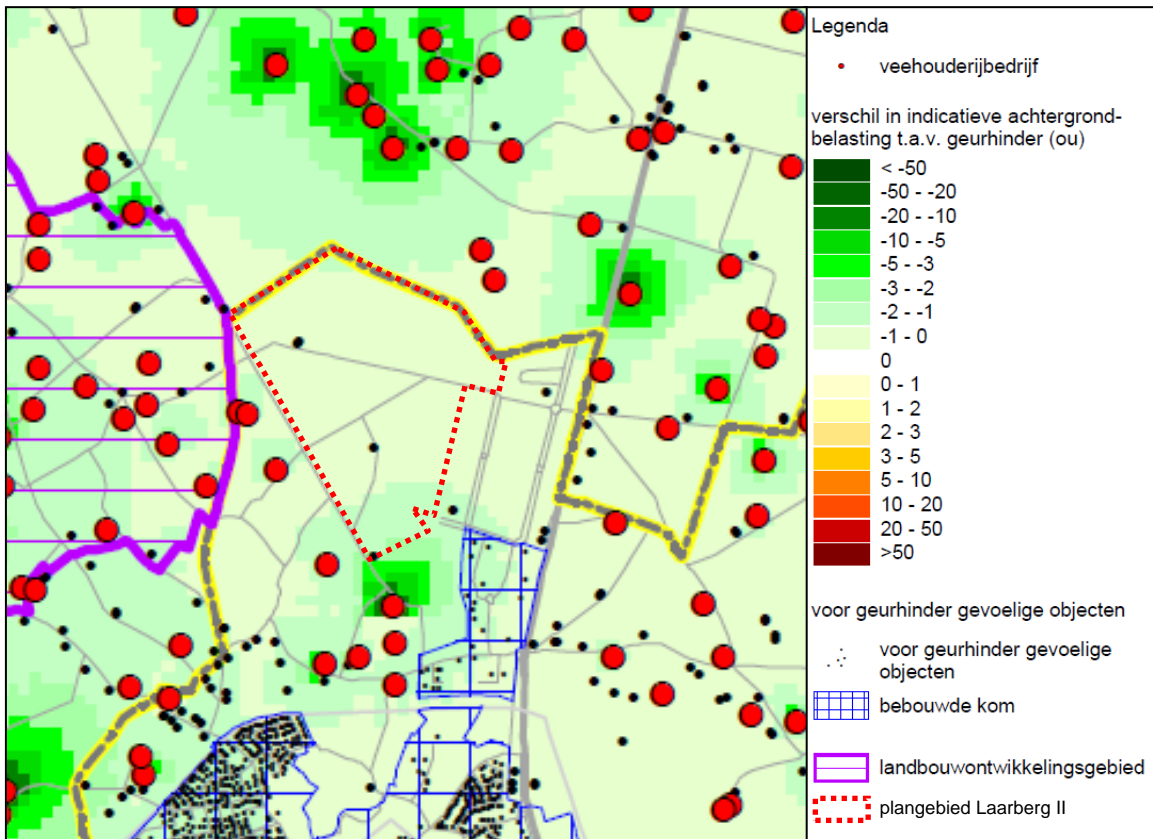 Legenda
veehouderijbedrijf
verschil in indicatieve achtergrond-
belasting t.a.v. geurhinder (ou)
< -50
-50 - -20
-20 - -10
-10 - -5
-5 - -3
-3 - -2
-2 - -1
-1 - 0
0
0 - 1
1 - 2
2 - 3
3 - 5
5 - 10
10 - 20
20 - 50
>50
voor geurhinder gevoelige objecten
voor geurhinder gevoelige
objecten
bebouwde kom
landbouwontwikkelingsgebied
plangebied Laarberg II